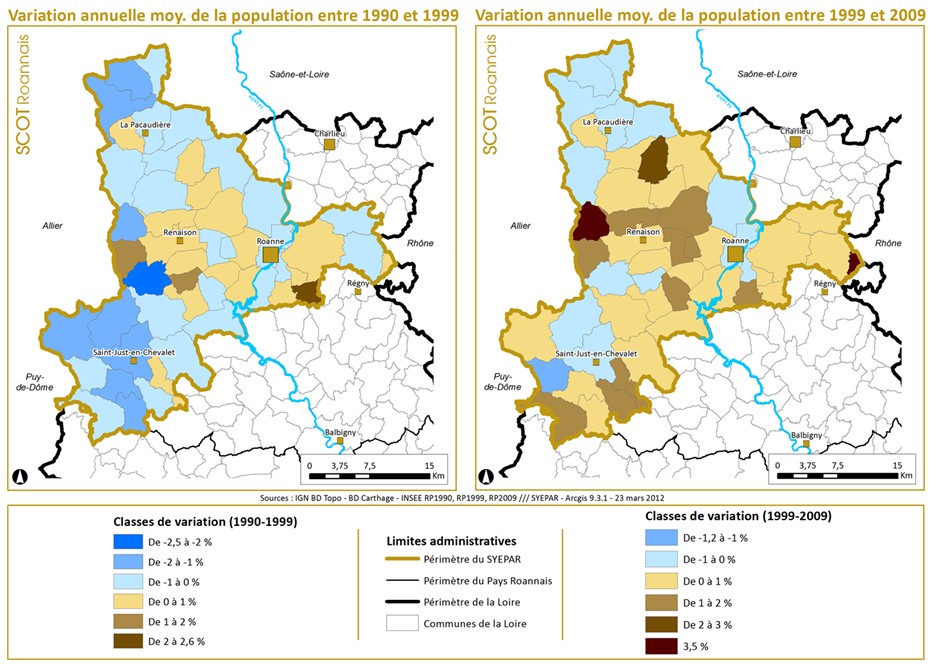 Variation annuelle moy. de la population entre 1990 et 1999
SCOT Roannais
Saône-et-Loire
La Pacaudière
Charlieu
Allier
Renaison
Roanne
Rhône
Régny
Saint-Just-en-Chevalet
Puy-
de-Dôme
Balbigny
0 3,75 7,5 15
Km
Variation annuelle moy. de la population entre 1999 et 2009
SCOT Roannais
Saône-et-Loire
La Pacaudière
Charlieu
Allier
Renaison
Roanne
Rhône
Régny
Saint-Just-en-Chevalet
Puy-
de-Dôme
Balbigny
0 3,75 7,5 15
Km
Sources : IGN BD Topo - BD Carthage - INSEE RP1990, RP1999, RP2009 /// SYEPAR - Arcgis 9.3.1 - 23 mars 2012
Classes de variation (1990-1999)
De -2,5 à -2 %
De -2 à -1 %
De -1 à 0 %
De 0 à 1 %
De 1 à 2 %
De 2 à 2,6 %
Limites administratives
Périmètre du SYEPAR
Périmètre du Pays Roannais
Périmètre de la Loire
Communes de la Loire
Classes de variation (1999-2009)
De -1,2 à -1 %
De -1 à 0 %
De 0 à 1 %
De 1 à 2 %
De 2 à 3 %
3,5 %